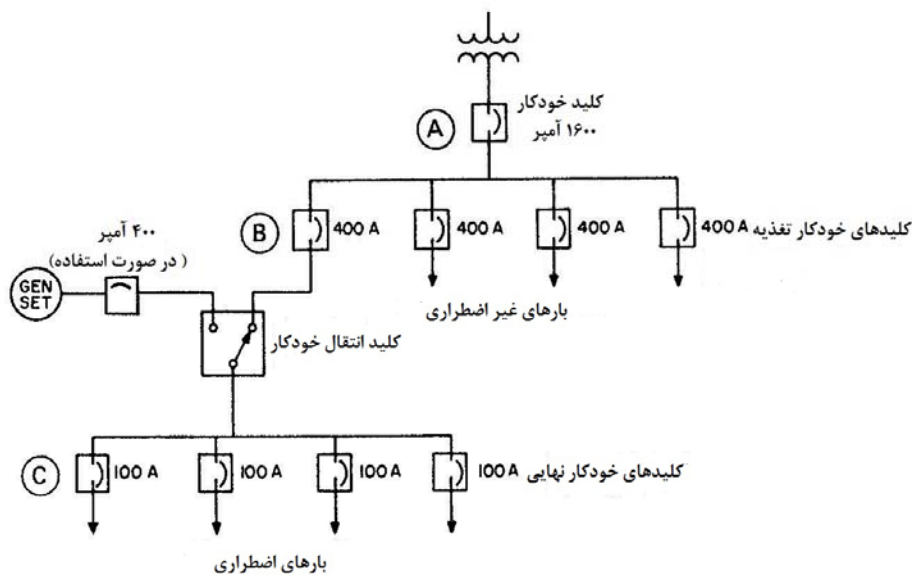 کلید خودکار
۱۶۰۰ آمپر
A
B
400 A
400 A
400 A
400 A کلیدهای خودکار تغذیه
۴۰۰ آمپر
( در صورت استفاده)
GEN
SET
بارهای غیر اضطراری
کلید انتقال خودکار
C
100 A
100 A
100 A
100 A کلیدهای خودکار نهایی
بارهای اضطراری